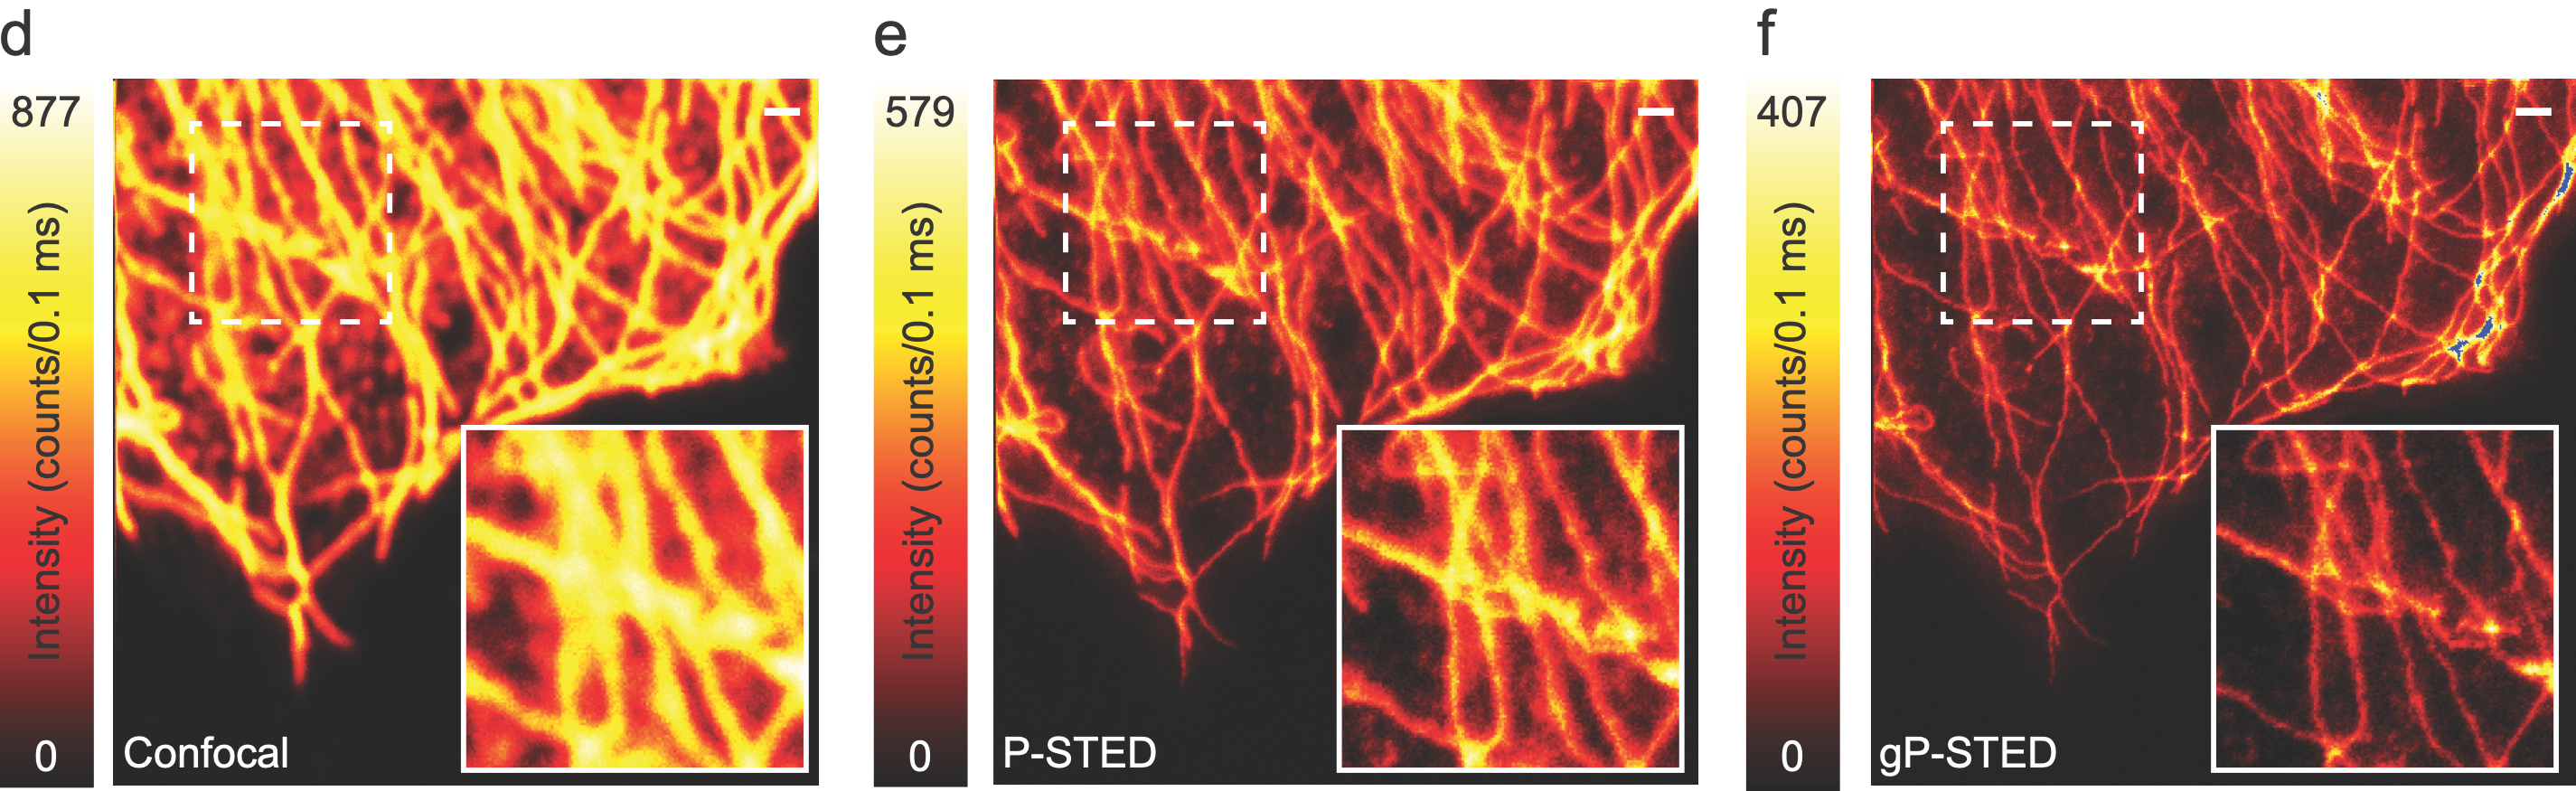 d
877
Intensity (counts/0.1 ms)
0
Confocal
e
579
Intensity (counts/0.1 ms)
0
P-STED
f
407
Intensity (counts/0.1 ms)
0
gP-STED